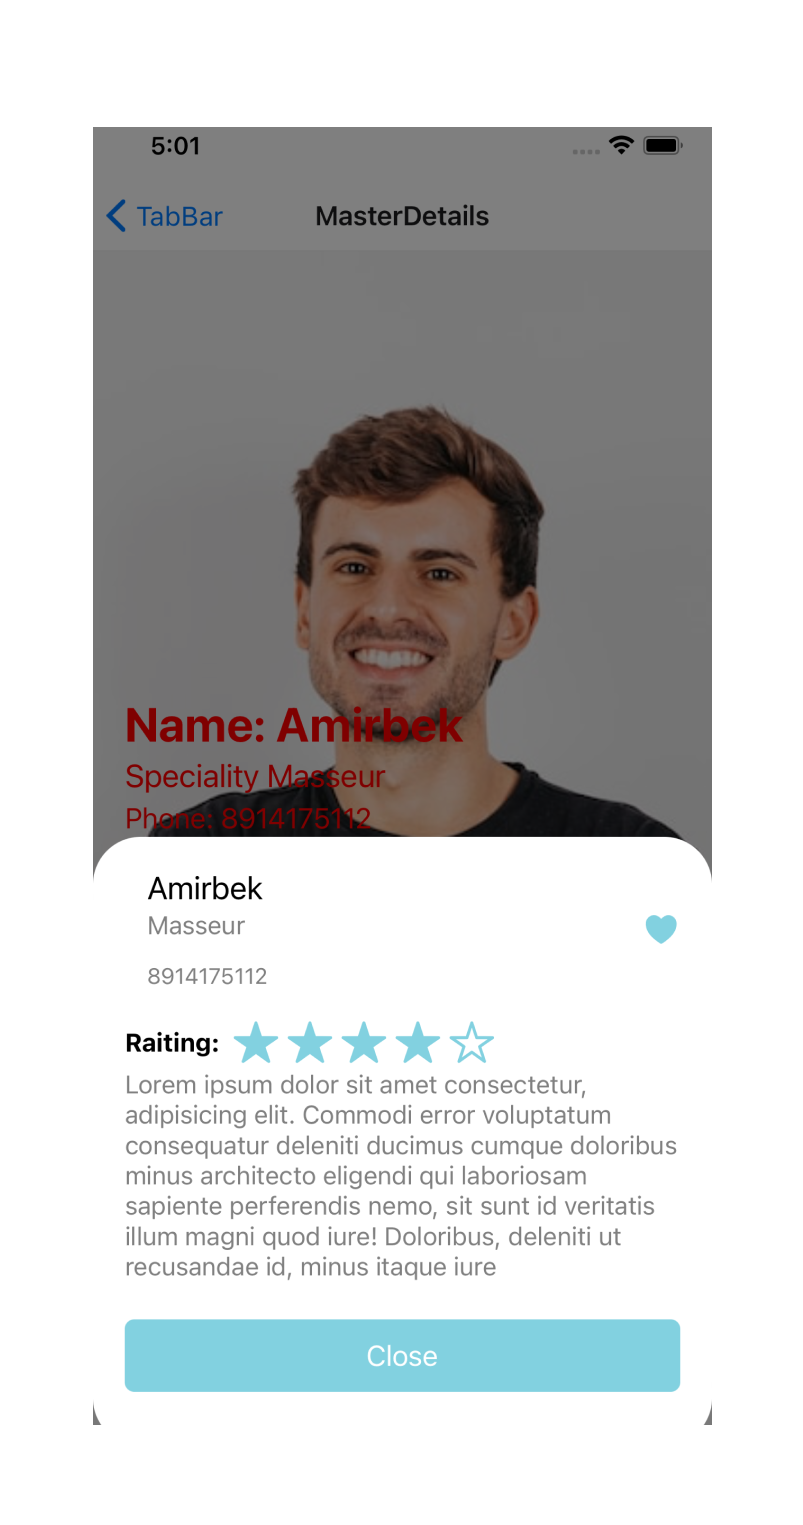 5:01
TabBar
MasterDetails
Name: Amirbek
Speciality Masseur
Phone: 8914175112
Amirbek
Masseur
8914175112
Raiting:
Lorem ipsum dolor sit amet consectetur,
adipisicing elit. Commodi error voluptatum
consequatur deleniti ducimus cumque doloribus
minus architecto eligendi qui laboriosam
sapiente perferendis nemo, sit sunt id veritatis
illum magni quod iure! Doloribus, deleniti ut
recusandae id, minus itaque iure
Close